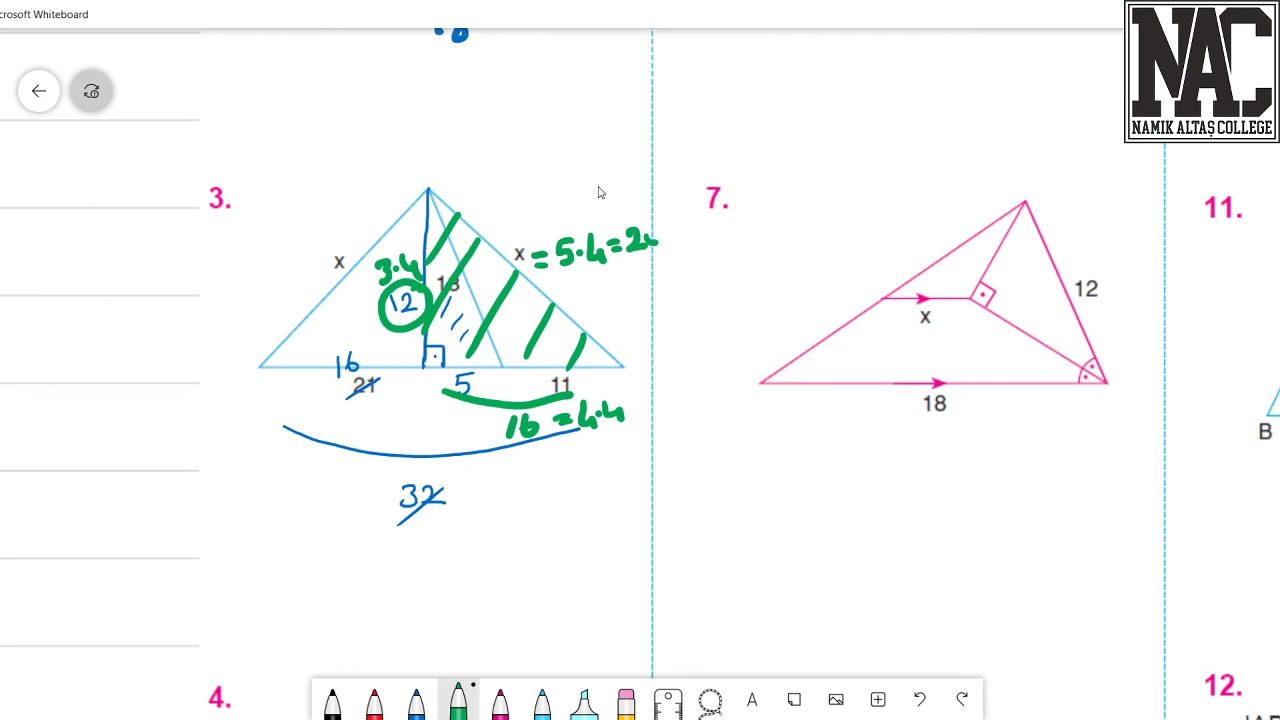 crosoft Whiteboard
NAC
NAMIK ALTAŞ COLLEGE
3.
x
3·4
12
13
x = 5·4=20
16
21
5
11
16 = 4·4
32
7.
12
x
18
11.
B
4.
12.
A